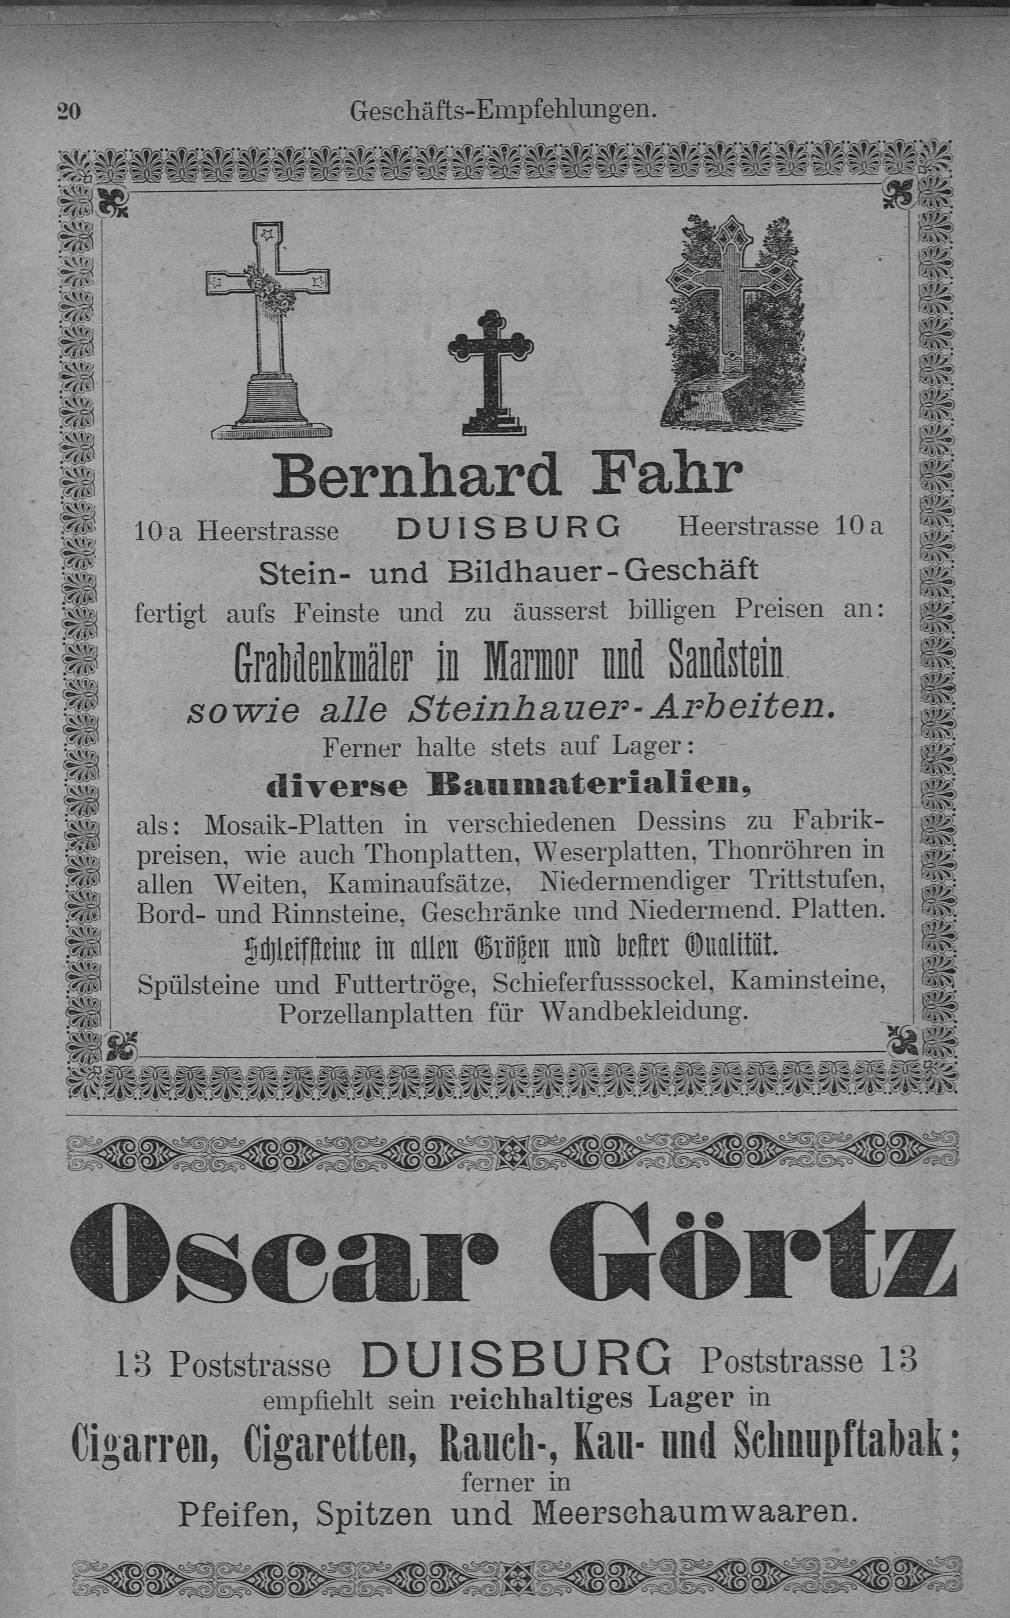 20
Geschäfts-Empfehlungen.
Bernhard Fahr
10a Heerstrasse DUISBURG Heerstrasse 10a
Stein- und Bildhauer-Geschäft
fertigt aufs Feinste und zu äusserst billigen Preisen an:
Grabdenkmäler in Marmor und Sandstein
sowie alle Steinhauer-Arbeiten.
Ferner halte stets auf Lager:
diverse Baumaterialien,
als: Mosaik-Platten in verschiedenen Dessins zu Fabrik-
preisen, wie auch Thonplatten, Weserplatten, Thonröhren in
allen Weiten, Kaminaufsätze, Niedermendiger Trittstufen,
Bord- und Rinnsteine, Geschränke und Niedermend. Platten.
Schleifsteine in allen Größen und bester Qualität.
Spülsteine und Futtertröge, Schieferfusssockel, Kaminsteine,
Porzellanplatten für Wandbekleidung.
Oscar Görtz
13 Poststrasse DUISBURG Poststrasse 13
empfiehlt sein reichhaltiges Lager in
Cigarren, Cigaretten, Rauch-, Kau- und Schnupftabak;
ferner in
Pfeifen, Spitzen und Meerschaumwaaren.